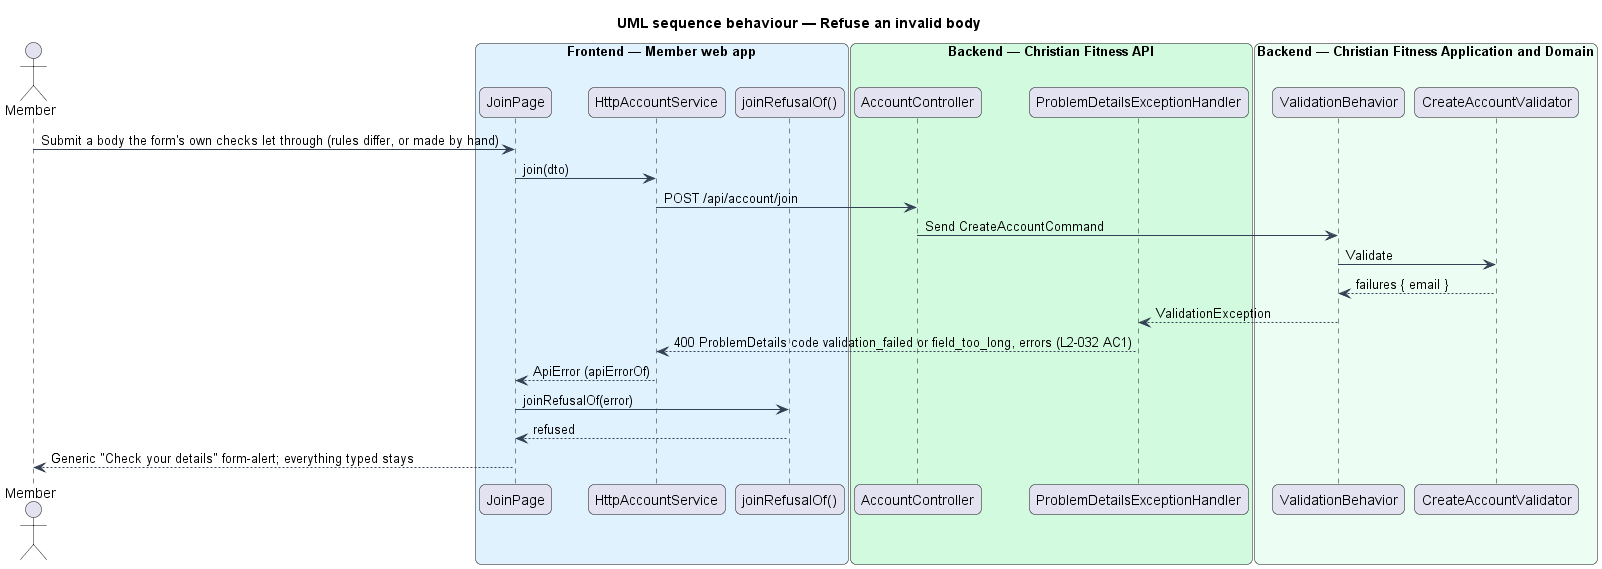 UML sequence behaviour — Refuse an invalid body
Frontend — Member web app
Backend — Christian Fitness API
Backend — Christian Fitness Application and Domain
Member
JoinPage
HttpAccountService
joinRefusalOf()
AccountController
ProblemDetailsExceptionHandler
ValidationBehavior
CreateAccountValidator
Submit a body the form's own checks let through (rules differ, or made by hand)
join(dto)
POST /api/account/join
Send CreateAccountCommand
Validate
failures { email }
ValidationException
400 ProblemDetails code validation_failed or field_too_long, errors (L2-032 AC1)
ApiError (apiErrorOf)
joinRefusalOf(error)
refused
Generic "Check your details" form-alert; everything typed stays
Member
JoinPage
HttpAccountService
joinRefusalOf()
AccountController
ProblemDetailsExceptionHandler
ValidationBehavior
CreateAccountValidator